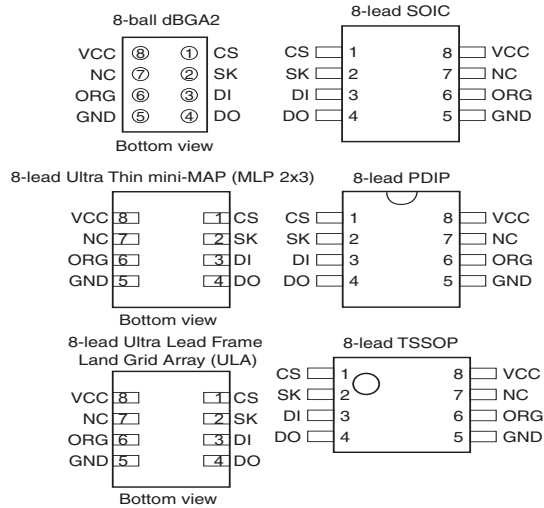 8-ball dBGA2
VCC 8 1 CS
NC 7 2 SK
ORG 6 3 DI
GND 5 4 DO
Bottom view
8-lead SOIC
CS 1 8 VCC
SK 2 7 NC
DI 3 6 ORG
DO 4 5 GND
8-lead Ultra Thin mini-MAP (MLP 2x3)
VCC 8 1 CS
NC 7 2 SK
ORG 6 3 DI
GND 5 4 DO
Bottom view
8-lead PDIP
CS 1 8 VCC
SK 2 7 NC
DI 3 6 ORG
DO 4 5 GND
8-lead Ultra Lead Frame
Land Grid Array (ULA)
VCC 8 1 CS
NC 7 2 SK
ORG 6 3 DI
GND 5 4 DO
Bottom view
8-lead TSSOP
CS 1 8 VCC
SK 2 7 NC
DI 3 6 ORG
DO 4 5 GND